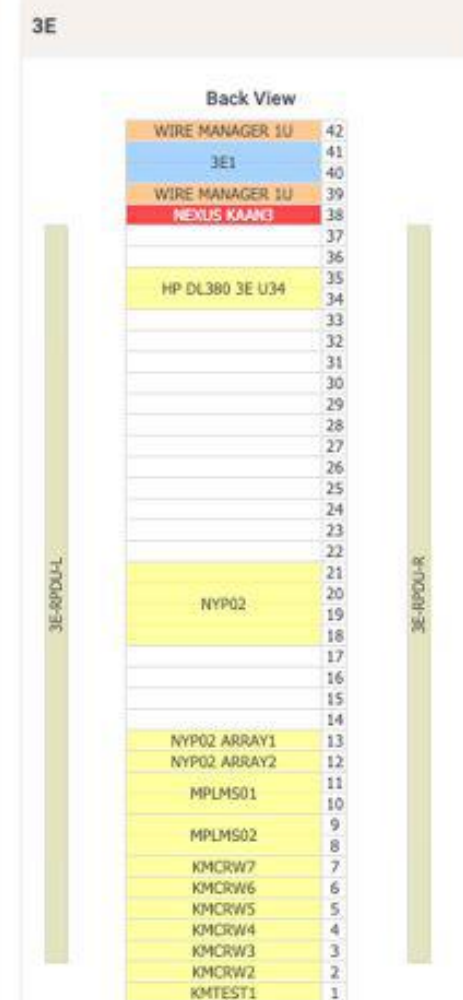 3E
Back View
WIRE MANAGER 1U 42
41
3E1
40
WIRE MANAGER 1U 39
NEXUS KAAN3 38
37
36
35
HP DL380 3E U34
34
33
32
31
30
29
28
27
26
25
24
23
22
21
20
NYP02
19
18
17
16
15
14
NYP02 ARRAY1 13
NYP02 ARRAY2 12
11
MPLMS01
10
9
MPLMS02
8
KMCRW7 7
KMCRW6 6
KMCRW5 5
KMCRW4 4
KMCRW3 3
KMCRW2 2
KMTEST1 1
3E-RPDU-L
3E-RPDU-R